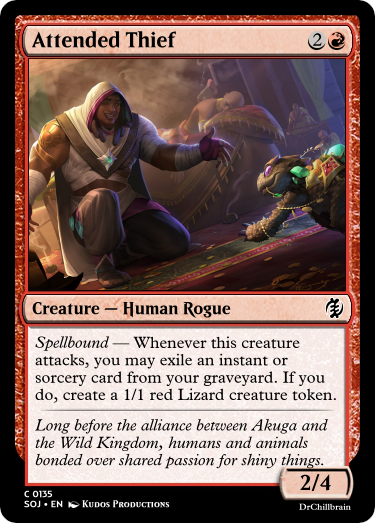 Attended Thief 2
Creature — Human Rogue
Spellbound — Whenever this creature
attacks, you may exile an instant or
sorcery card from your graveyard. If you
do, create a 1/1 red Lizard creature token.
Long before the alliance between Akuga and
the Wild Kingdom, humans and animals
bonded over shared passion for shiny things.
2/4
C 0135
SOJ • EN Kudos Productions
DrChillbrain